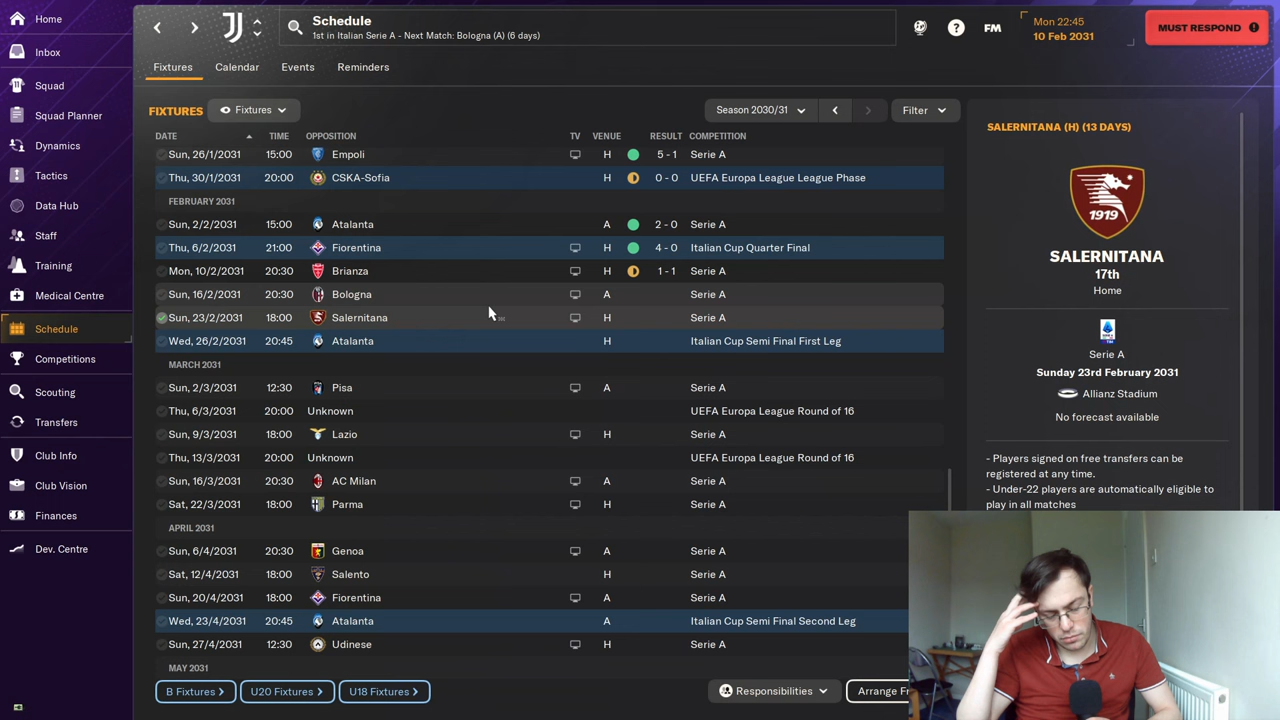 Home
Inbox
Squad
Squad Planner
Dynamics
Tactics
Data Hub
Staff
Training
Medical Centre
Schedule
Competitions
Scouting
Transfers
Club Info
Club Vision
Finances
Dev. Centre
Schedule
1st in Italian Serie A - Next Match: Bologna (A) (6 days)
FM
Mon 22:45
10 Feb 2031
MUST RESPOND
Fixtures Calendar Events Reminders
FIXTURES Fixtures Season 2030/31 Filter
DATE TIME OPPOSITION TV VENUE RESULT COMPETITION
Sun, 26/1/2031 15:00 Empoli H 5 - 1 Serie A
Thu, 30/1/2031 20:00 CSKA-Sofia H 0 - 0 UEFA Europa League League Phase
FEBRUARY 2031
Sun, 2/2/2031 15:00 Atalanta A 2 - 0 Serie A
Thu, 6/2/2031 21:00 Fiorentina H 4 - 0 Italian Cup Quarter Final
Mon, 10/2/2031 20:30 Brianza H 1 - 1 Serie A
Sun, 16/2/2031 20:30 Bologna A Serie A
Sun, 23/2/2031 18:00 Salernitana H Serie A
Wed, 26/2/2031 20:45 Atalanta H Italian Cup Semi Final First Leg
MARCH 2031
Sun, 2/3/2031 12:30 Pisa A Serie A
Thu, 6/3/2031 20:00 Unknown UEFA Europa League Round of 16
Sun, 9/3/2031 18:00 Lazio H Serie A
Thu, 13/3/2031 20:00 Unknown UEFA Europa League Round of 16
Sun, 16/3/2031 20:30 AC Milan A Serie A
Sat, 22/3/2031 18:00 Parma H Serie A
APRIL 2031
Sun, 6/4/2031 20:30 Genoa A Serie A
Sat, 12/4/2031 18:00 Salento H Serie A
Sun, 20/4/2031 18:00 Fiorentina A Serie A
Wed, 23/4/2031 20:45 Atalanta A Italian Cup Semi Final Second Leg
Sun, 27/4/2031 12:30 Udinese H Serie A
MAY 2031
B Fixtures U20 Fixtures U18 Fixtures Responsibilities Arrange Fr
SALERNITANA (H) (13 DAYS)
1919
SALERNITANA
17th
Home
Serie A
Sunday 23rd February 2031
Allianz Stadium
No forecast available
- Players signed on free transfers can be
registered at any time.
- Under-22 players are automatically eligible to
play in all matches